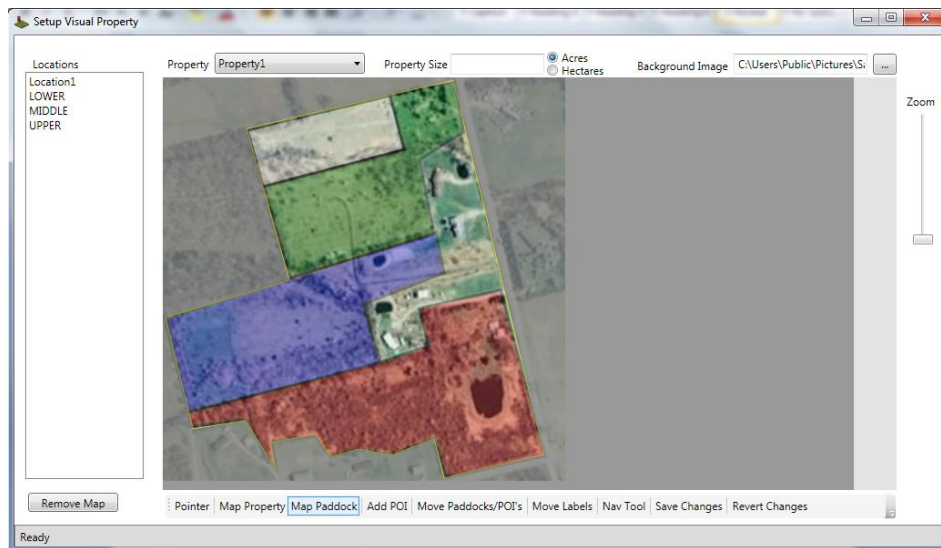 Setup Visual Property
Locations
Location1
LOWER
MIDDLE
UPPER
Remove Map
Property Property1 Property Size Acres
Hectares
Background Image C:\Users\Public\Pictures\Sa ...
Zoom
Pointer Map Property Map Paddock Add POI Move Paddocks/POI's Move Labels Nav Tool Save Changes Revert Changes
Ready